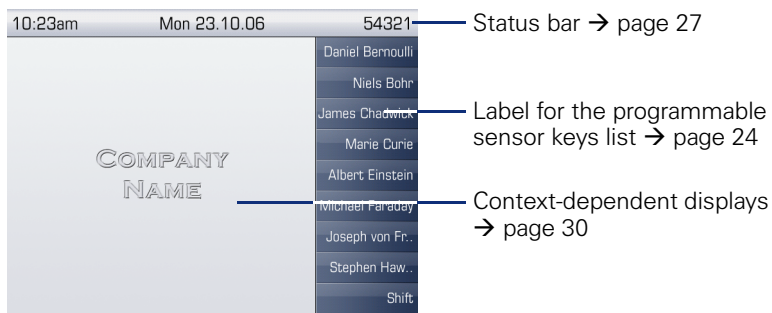 10:23am Mon 23.10.06 54321
Status bar → page 27
Daniel Bernoulli
Niels Bohr
James Chadwick
Label for the programmable
sensor keys list → page 24
Marie Curie
Albert Einstein
COMPANY
NAME
Michael Faraday
Context-dependent displays
→ page 30
Joseph von Fr..
Stephen Haw..
Shift